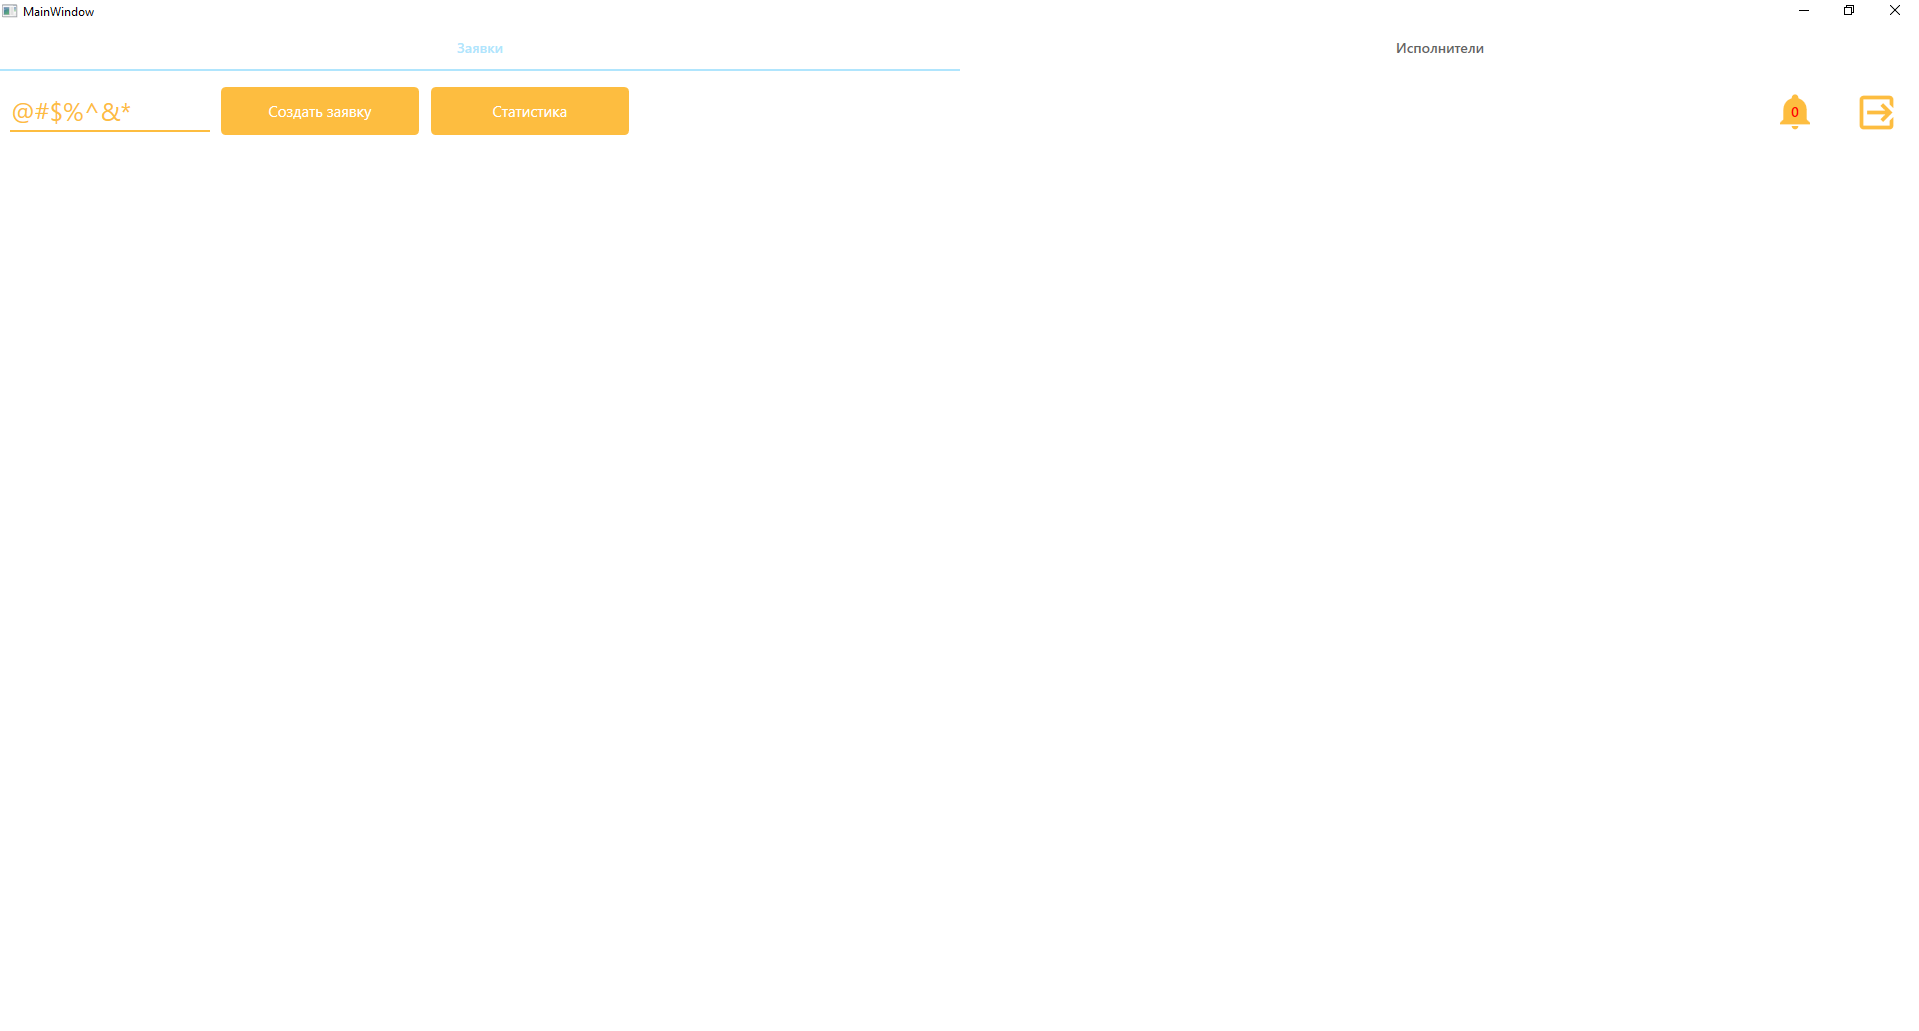 MainWindow
Заявки
Исполнители
@#$%^&*
Создать заявку
Статистика
0